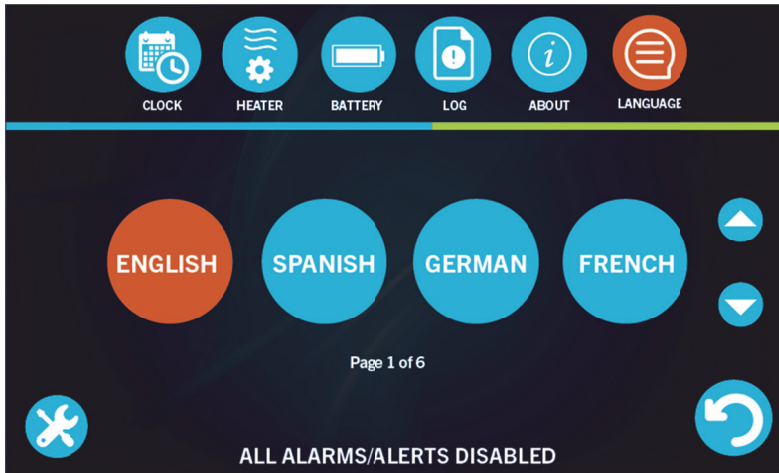 CLOCK HEATER BATTERY LOG ABOUT LANGUAGE
ENGLISH SPANISH GERMAN FRENCH
Page 1 of 6
ALL ALARMS/ALERTS DISABLED